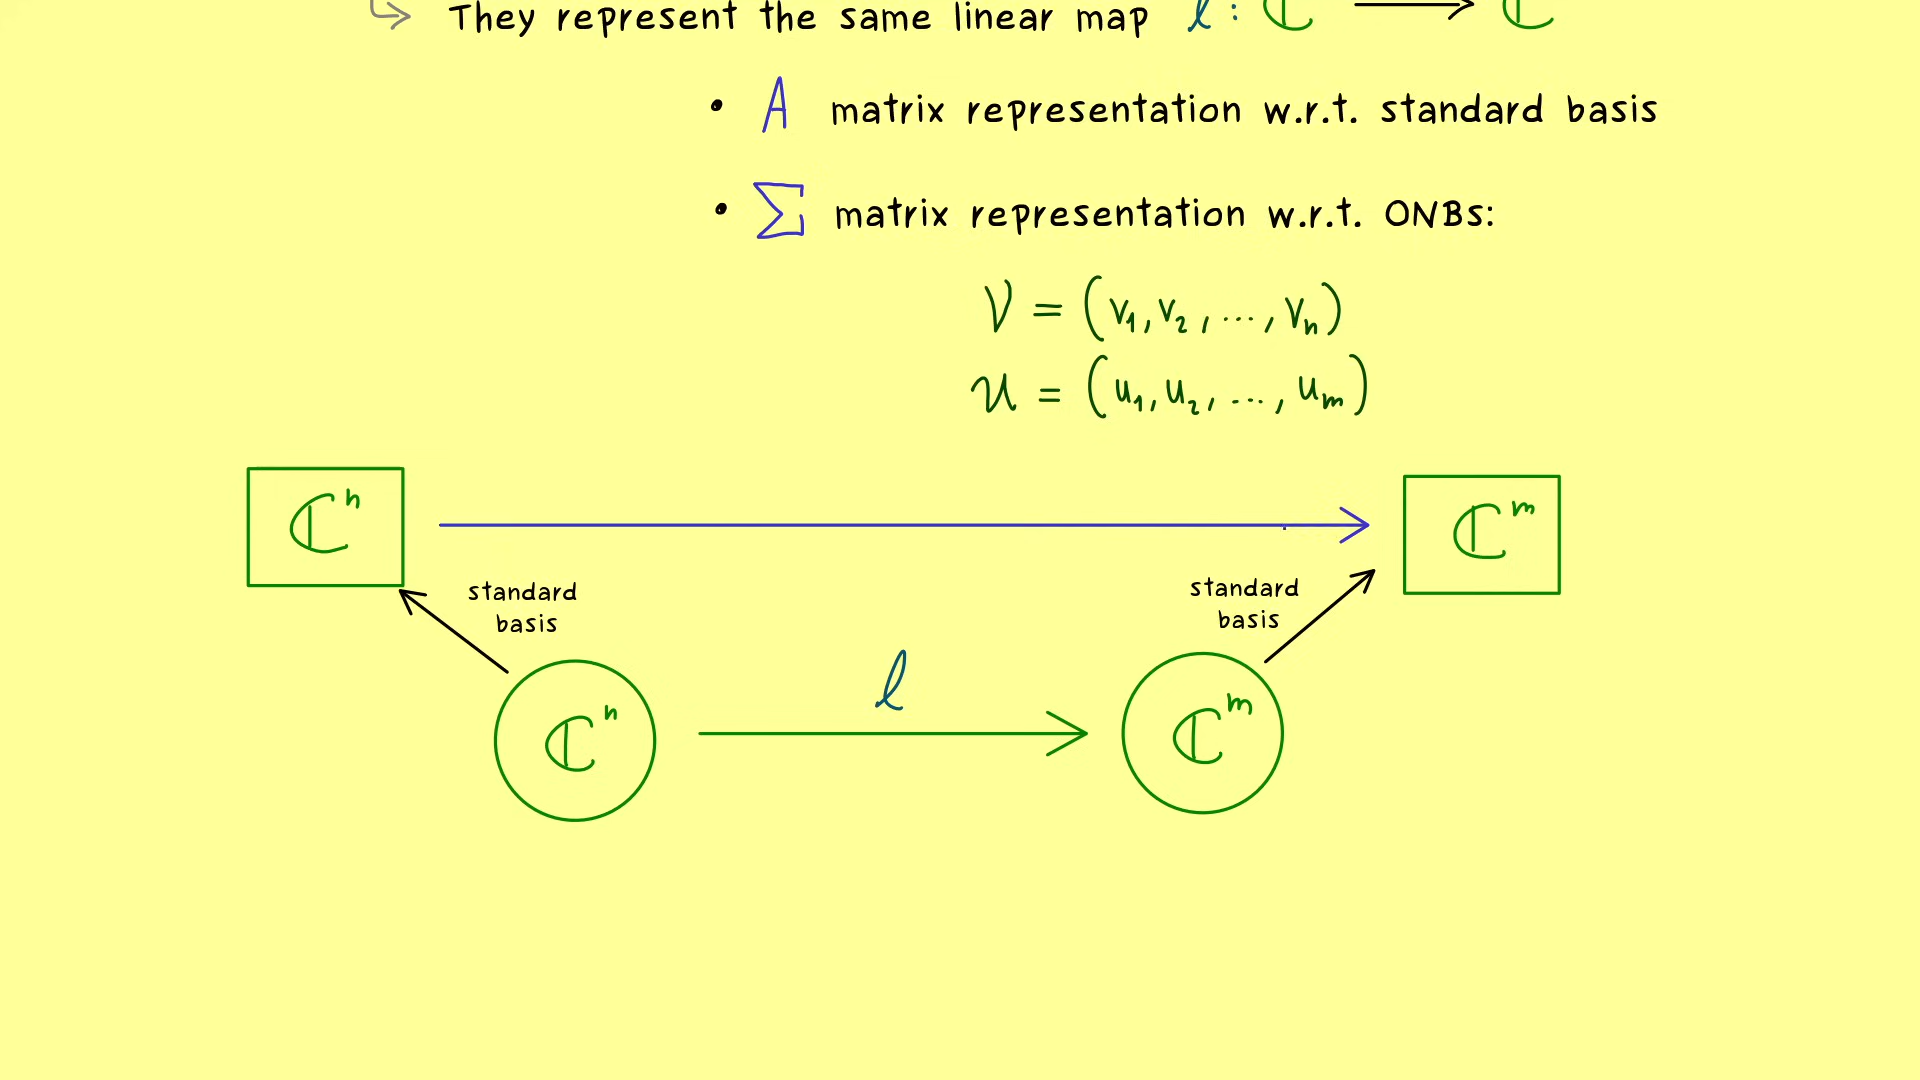 They represent the same linear map ℓ : ℂ ⟶ ℂ
• A matrix representation w.r.t. standard basis
• Σ matrix representation w.r.t. ONBs:
𝒱 = (v₁, v₂, ..., vₙ)
𝒰 = (u₁, u₂, ..., uₘ)
ℂⁿ
ℂᵐ
standard
basis
standard
basis
ℓ
ℂⁿ
ℂᵐ